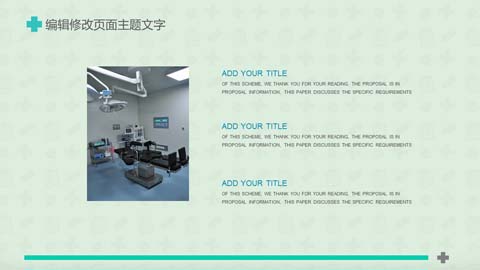 编辑修改页面主题文字
ADD YOUR TITLE
OF THIS SCHEME, WE THANK YOU FOR YOUR READING, THE PROPOSAL IS IN
PROPOSAL INFORMATION, THIS PAPER DISCUSSES THE SPECIFIC REQUIREMENTS
ADD YOUR TITLE
OF THIS SCHEME, WE THANK YOU FOR YOUR READING, THE PROPOSAL IS IN
PROPOSAL INFORMATION, THIS PAPER DISCUSSES THE SPECIFIC REQUIREMENTS
ADD YOUR TITLE
OF THIS SCHEME, WE THANK YOU FOR YOUR READING, THE PROPOSAL IS IN
PROPOSAL INFORMATION, THIS PAPER DISCUSSES THE SPECIFIC REQUIREMENTS